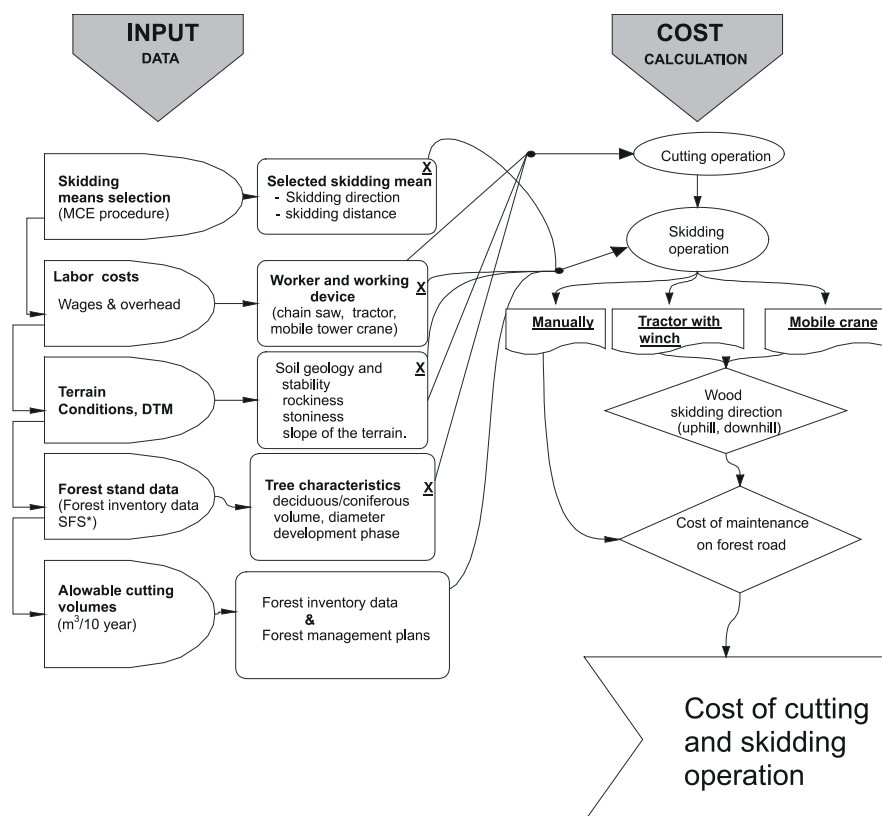 INPUT
DATA
COST
CALCULATION
Skidding
means selection
(MCE procedure)
X
Selected skidding mean
- Skidding direction
- skidding distance
Labor costs
Wages & overhead
X
Worker and working
device
(chain saw, tractor,
mobile tower crane)
Terrain
Conditions, DTM
X
Soil geology and
stability
rockiness
stoniness
slope of the terrain.
Forest stand data
(Forest inventory data
SFS*)
X
Tree characteristics
deciduous/coniferous
volume, diameter
development phase
Alowable cutting
volumes
(m³/10 year)
Forest inventory data
&
Forest management plans
Cutting operation
Skidding
operation
Manually
Tractor with
winch
Mobile crane
Wood
skidding direction
(uphill, downhill)
Cost of maintenance
on forest road
Cost of cutting
and skidding
operation